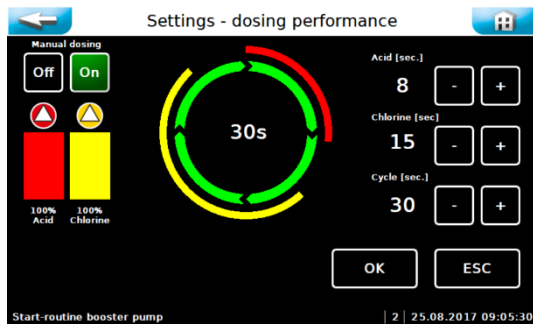 Settings - dosing performance
Manual dosing
Off On
100% Acid
100% Chlorine
30s
Acid [sec.]
8 - +
Chlorine [sec]
15 - +
Cycle [sec.]
30 - +
OK ESC
Start-routine booster pump
2 25.08.2017 09:05:30